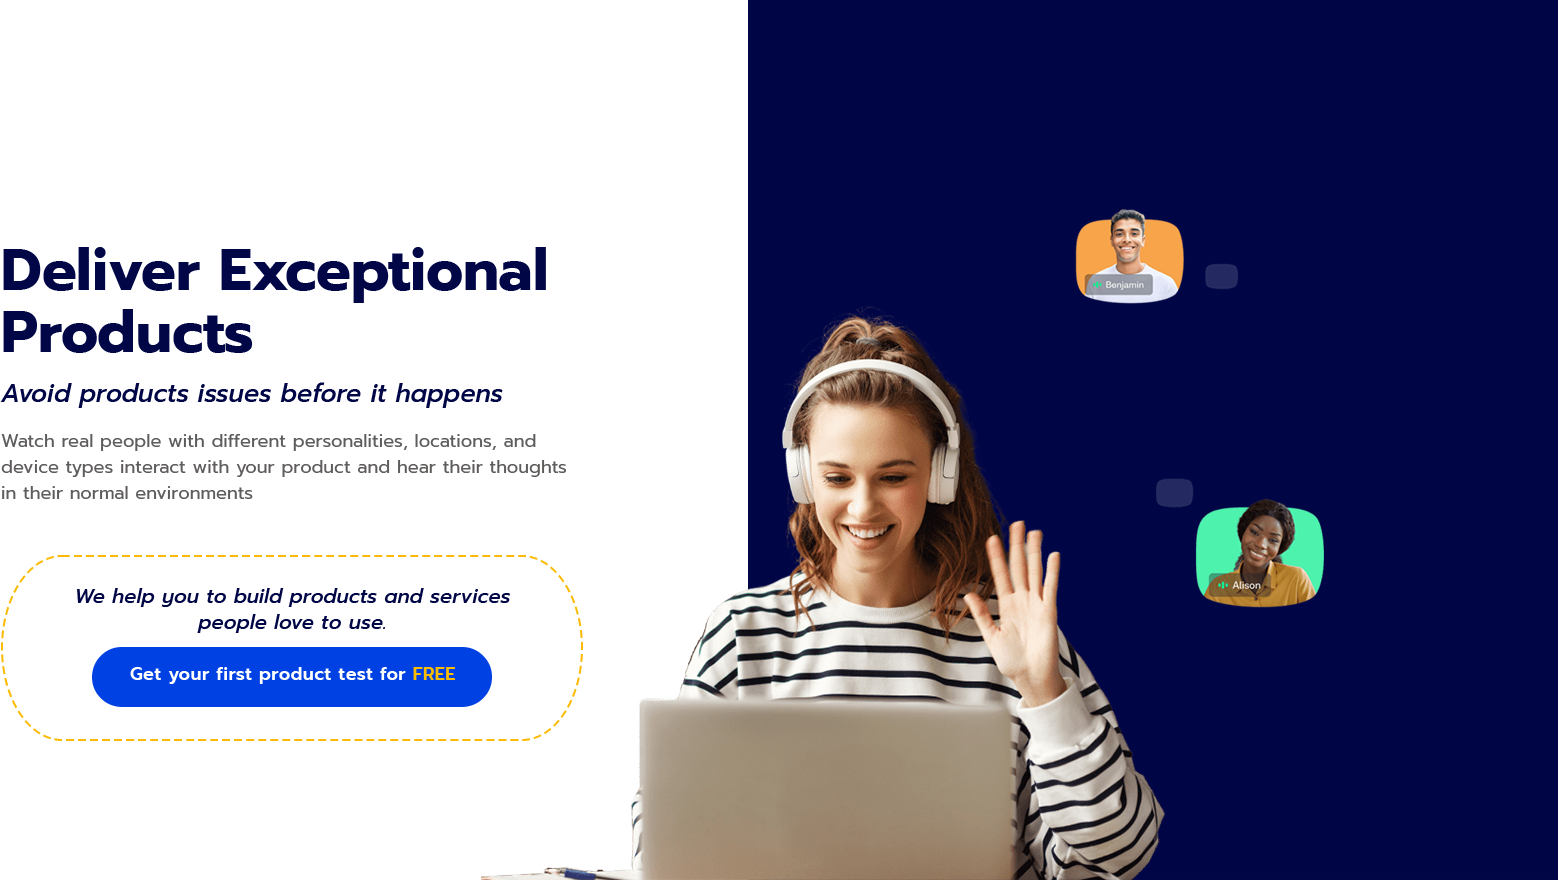 Deliver Exceptional
Products
Avoid products issues before it happens
Watch real people with different personalities, locations, and
device types interact with your product and hear their thoughts
in their normal environments
We help you to build products and services
people love to use.
Get your first product test for FREE
Benjamin
Alison